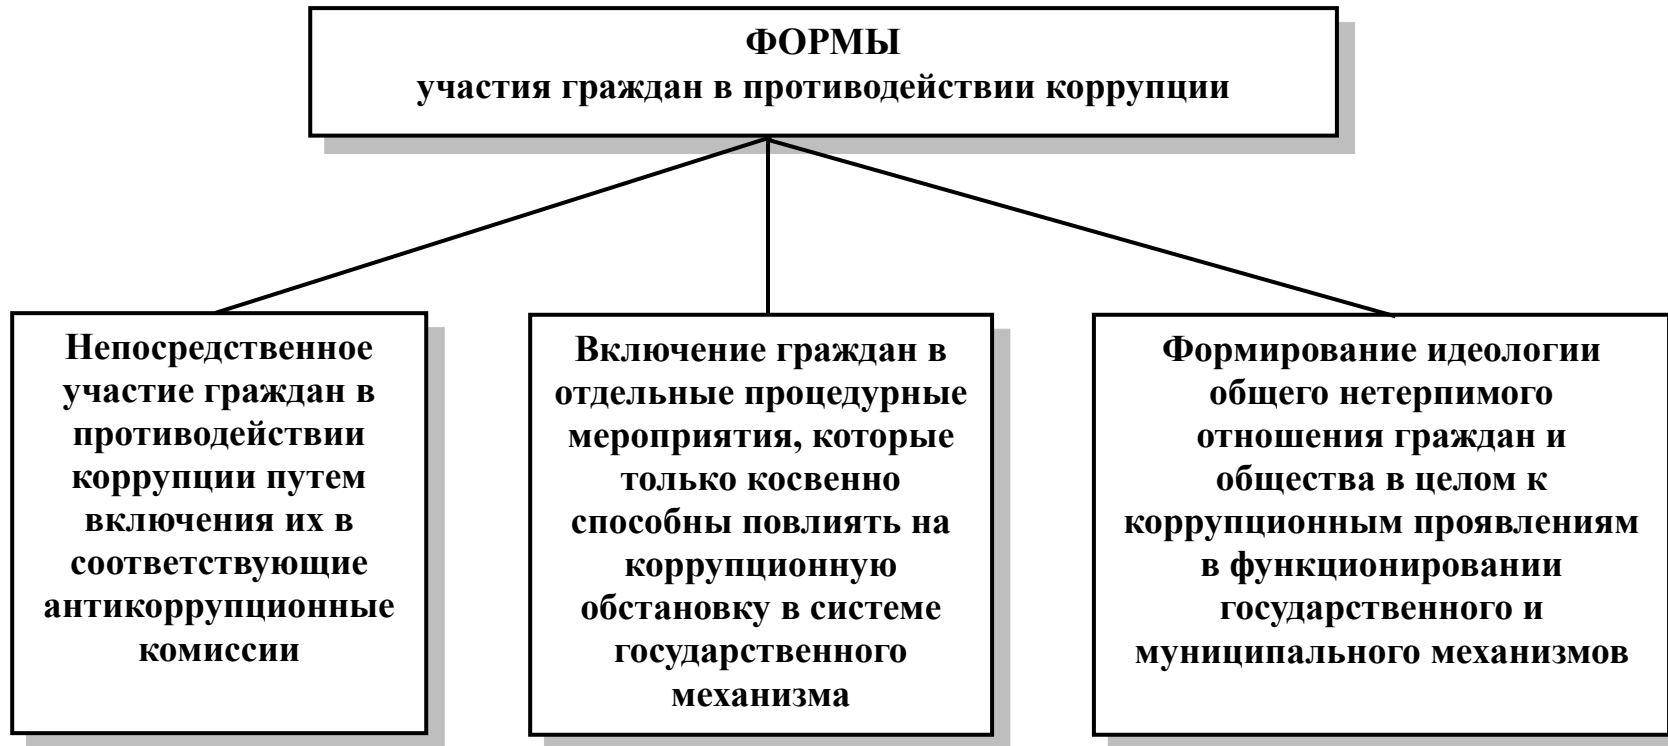 ФОРМЫ
участия граждан в противодействии коррупции
Непосредственное
участие граждан в
противодействии
коррупции путем
включения их в
соответствующие
антикоррупционные
комиссии
Включение граждан в
отдельные процедурные
мероприятия, которые
только косвенно
способны повлиять на
коррупционную
обстановку в системе
государственного
механизма
Формирование идеологии
общего нетерпимого
отношения граждан и
общества в целом к
коррупционным проявлениям
в функционировании
государственного и
муниципального механизмов